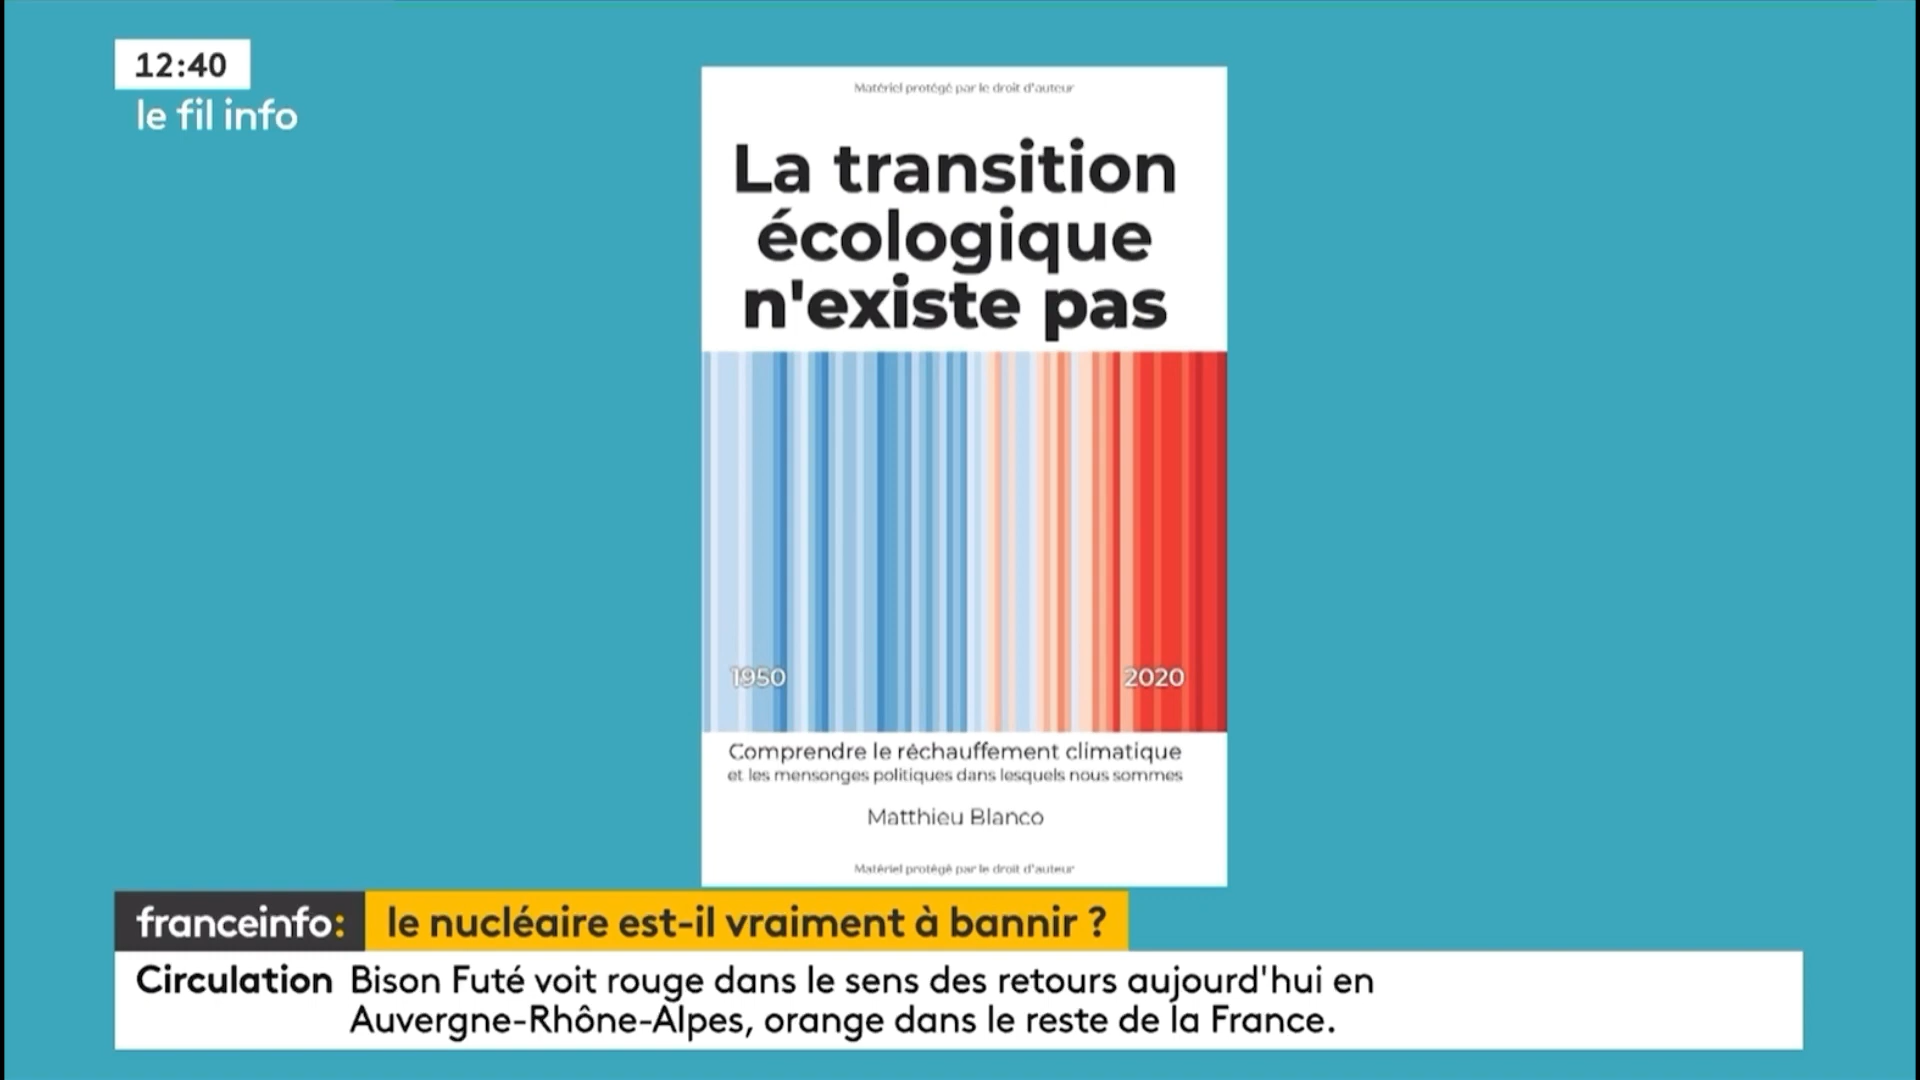 12:40
le fil info
Matériel protégé par le droit d'auteur
La transition
écologique
n'existe pas
1950
2020
Comprendre le réchauffement climatique
et les mensonges politiques dans lesquels nous sommes
Matthieu Blanco
Matériel protégé par le droit d'auteur
franceinfo: le nucléaire est-il vraiment à bannir ?
Circulation Bison Futé voit rouge dans le sens des retours aujourd'hui en
Auvergne-Rhône-Alpes, orange dans le reste de la France.